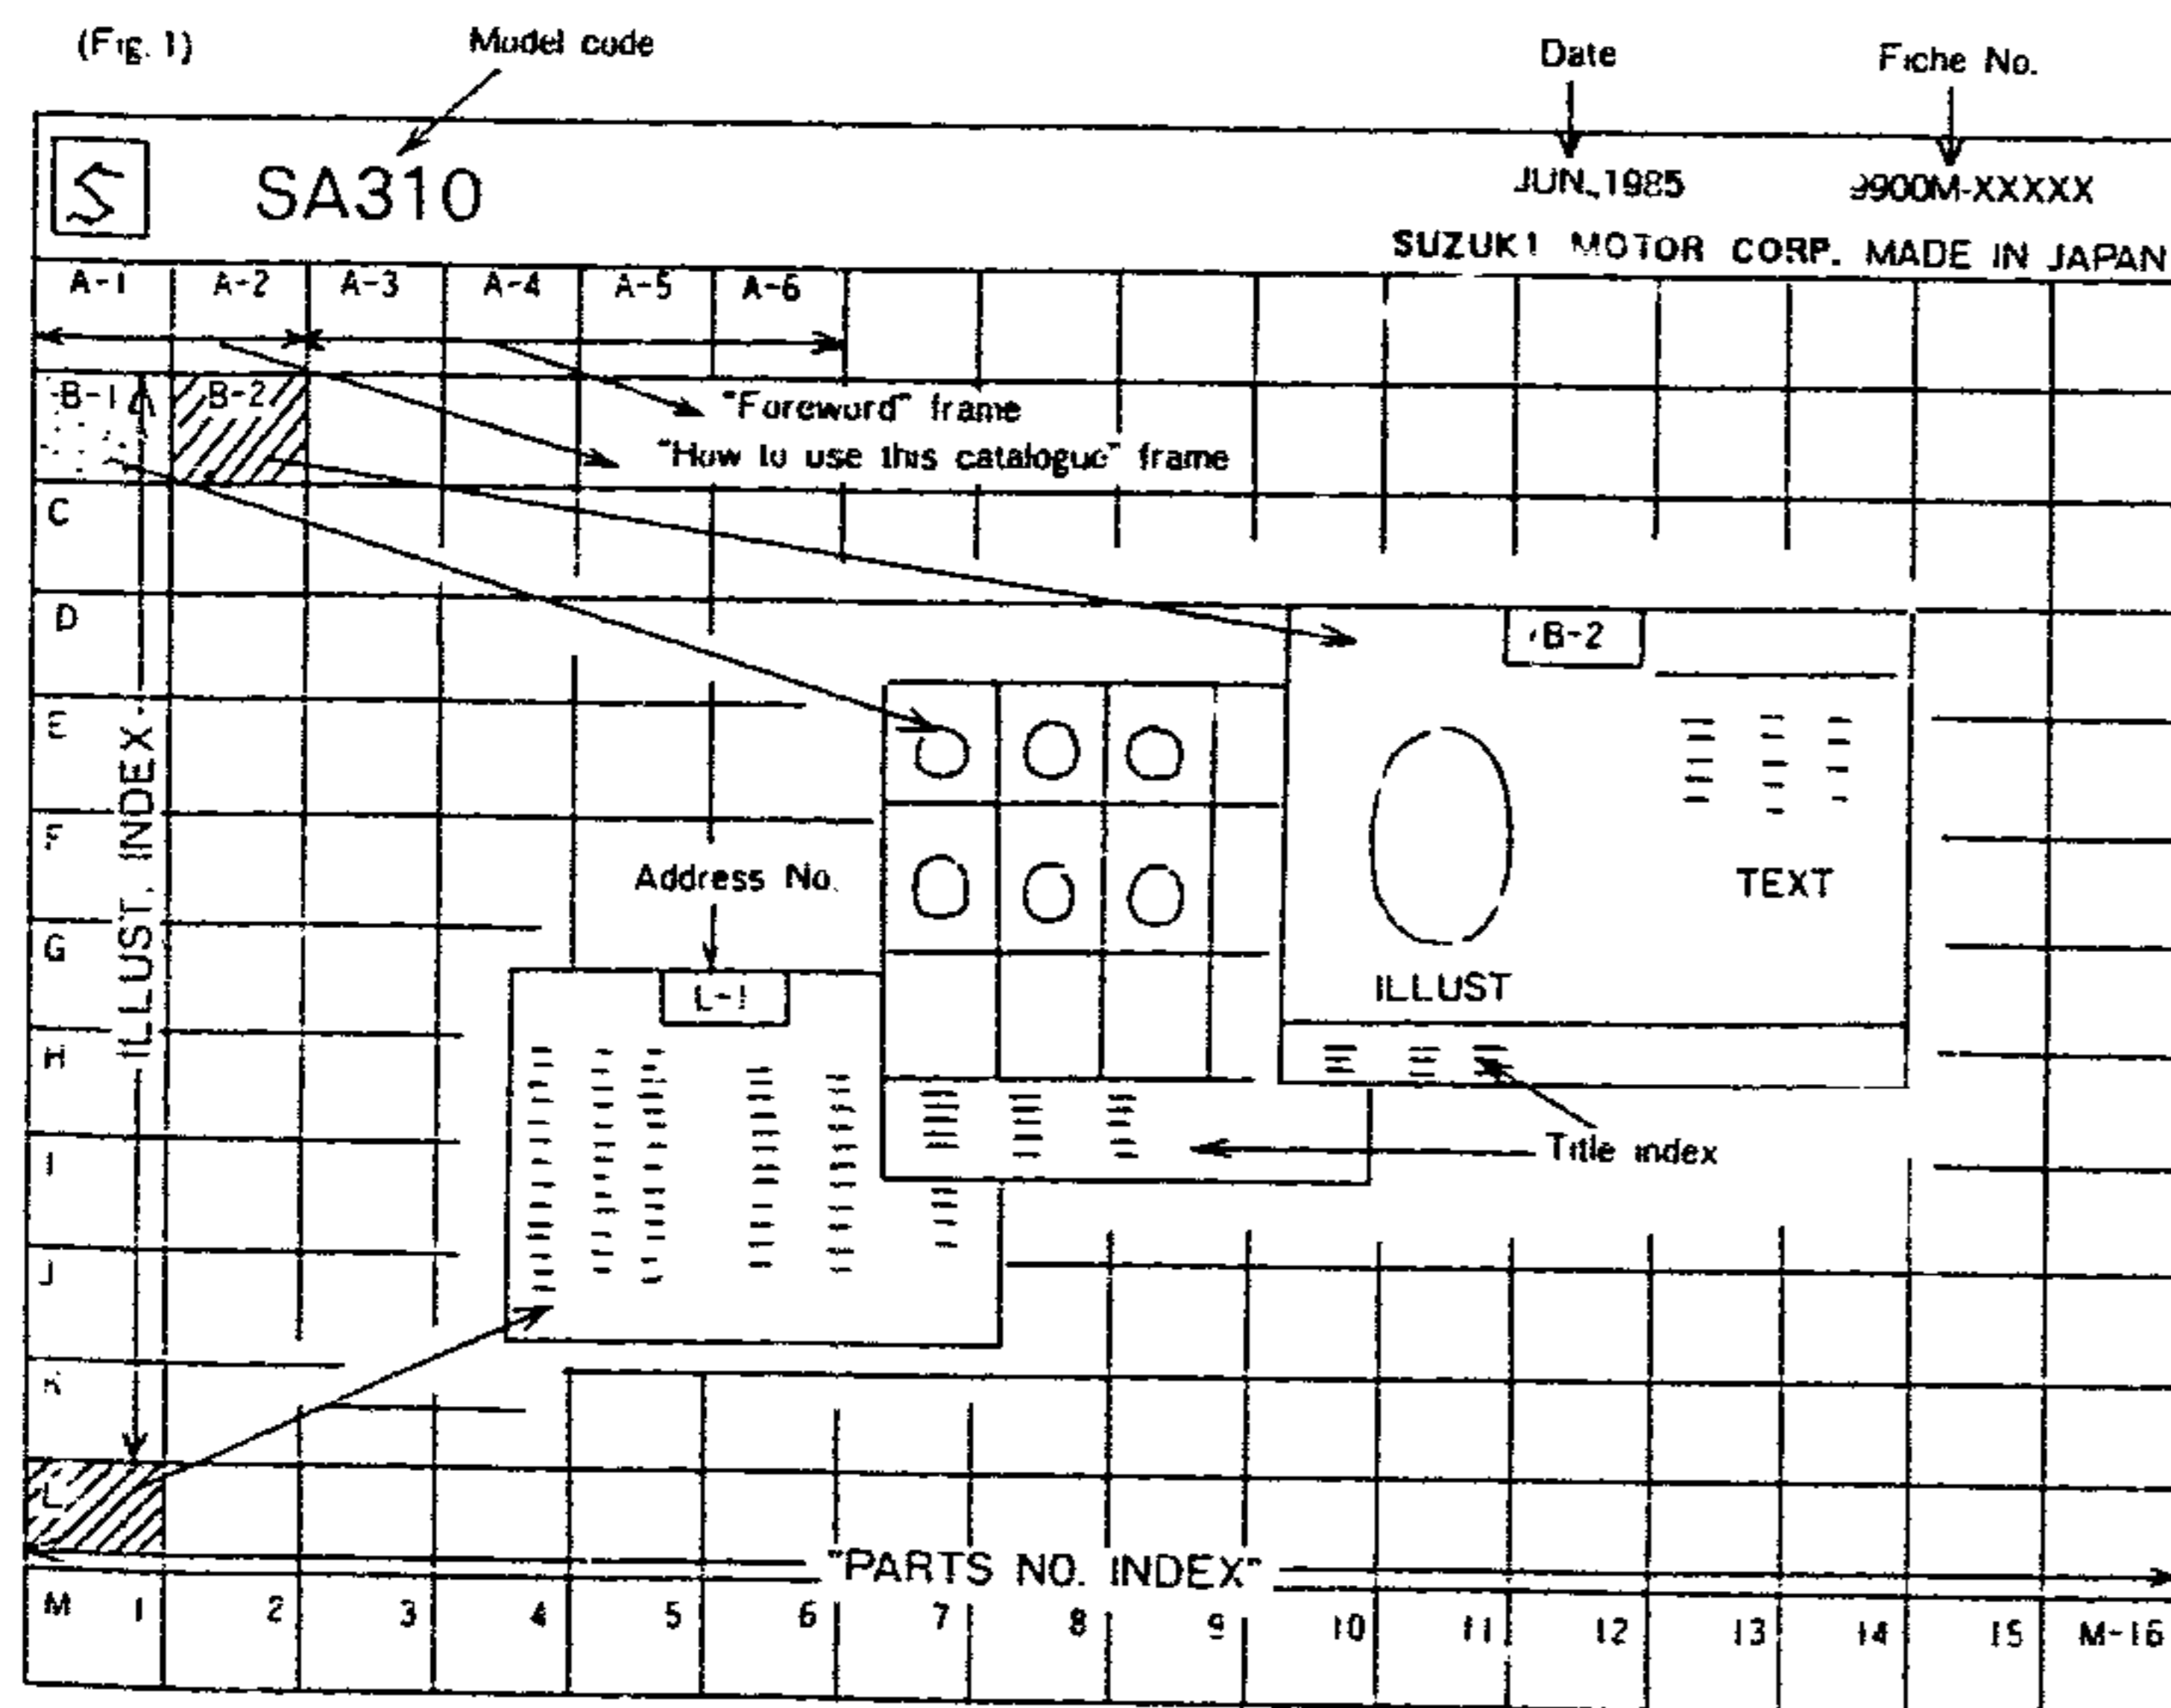 (Fig. 1)
Model code
Date
Fiche No.
S
SA310
JUN.,1985
9900M-XXXXX
SUZUKI MOTOR CORP. MADE IN JAPAN
A-1 A-2 A-3 A-4 A-5 A-6
B-1 B-2
"Foreword" frame
"How to use this catalogue" frame
C
D
B-2
E
F
TEXT
Address No.
G
ILLUST
L-1
ILLUST. INDEX
H
I
Title index
J
K
L
"PARTS NO. INDEX"
M 1 2 3 4 5 6 7 8 9 10 11 12 13 14 15 M-16